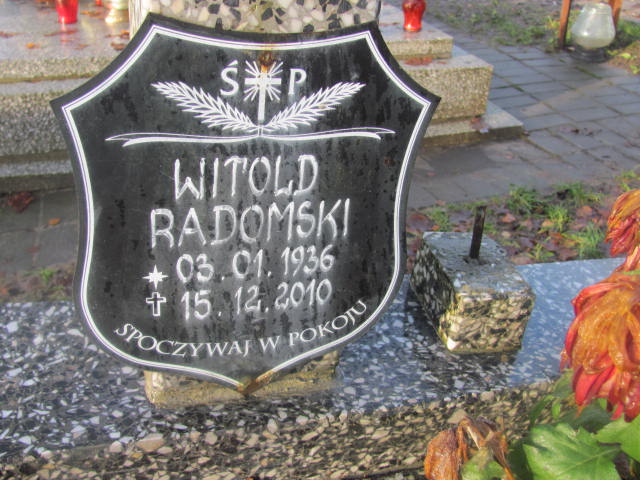 Ś P
WITOLD
RADOMSKI
03.01.1936
15.12.2010
SPOCZYWAJ W POKOJU